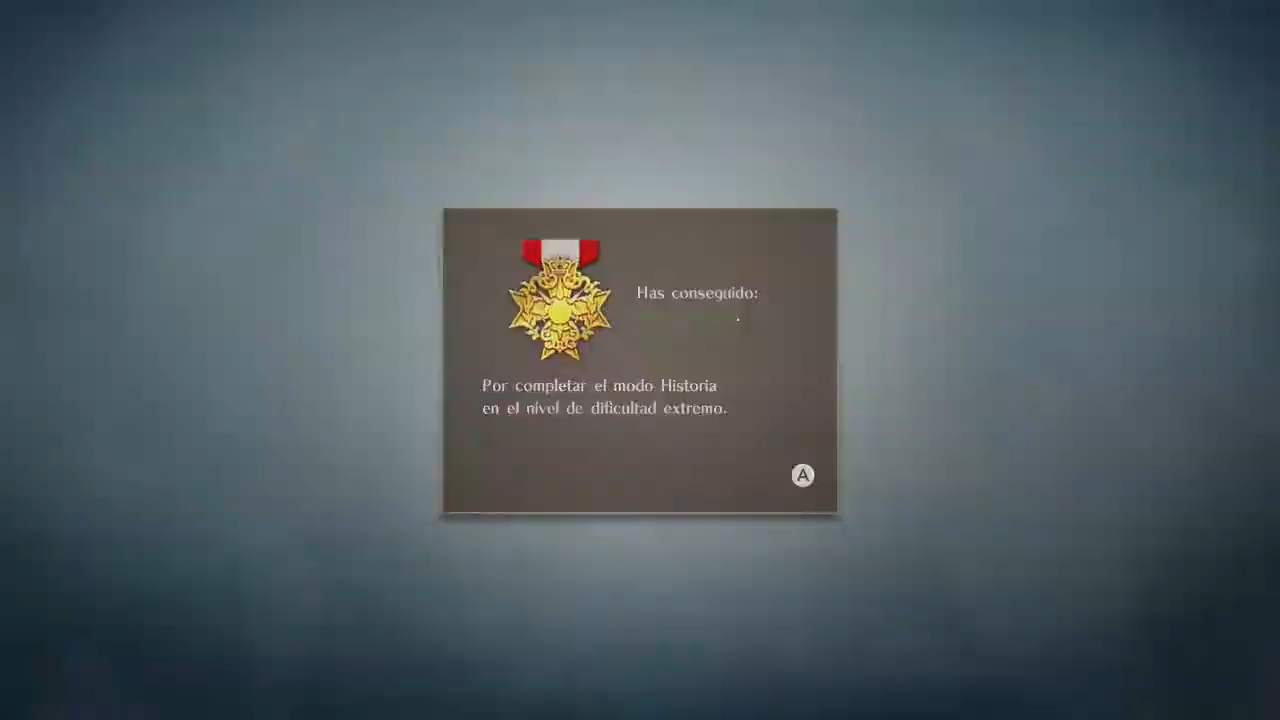 Has conseguido:
Por completar el modo Historia
en el nivel de dificultad extremo.
A